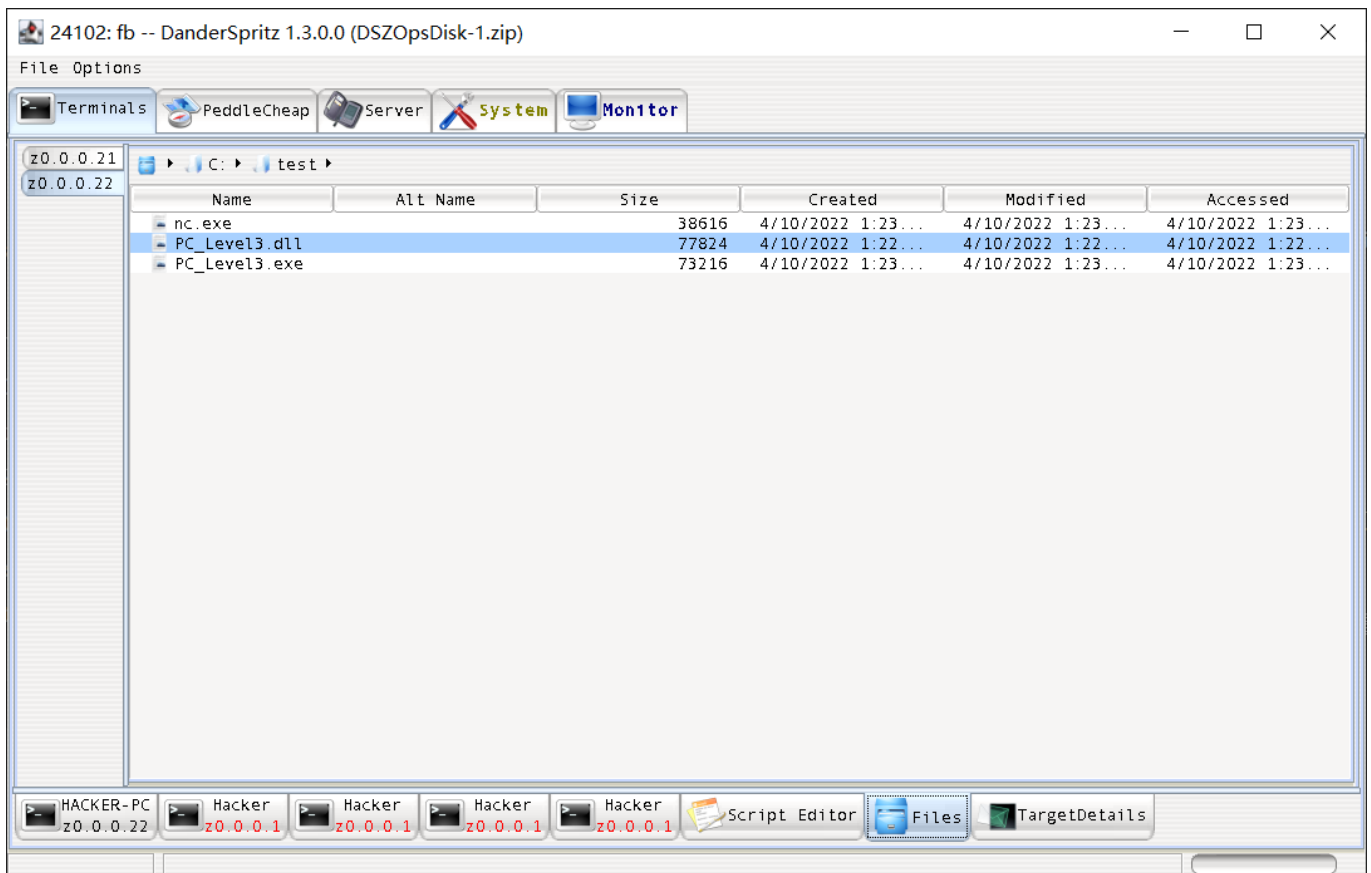 24102: fb -- DanderSpritz 1.3.0.0 (DSZOpsDisk-1.zip)
File Options
Terminals PeddleCheap Server System Monitor
z0.0.0.21
z0.0.0.22
C: test
Name Alt Name Size Created Modified Accessed
nc.exe 38616 4/10/2022 1:23... 4/10/2022 1:23... 4/10/2022 1:23...
PC_Level3.dll 77824 4/10/2022 1:22... 4/10/2022 1:22... 4/10/2022 1:22...
PC_Level3.exe 73216 4/10/2022 1:23... 4/10/2022 1:23... 4/10/2022 1:23...
HACKER-PC Hacker Hacker Hacker Hacker Script Editor Files TargetDetails
z0.0.0.22 z0.0.0.1 z0.0.0.1 z0.0.0.1 z0.0.0.1